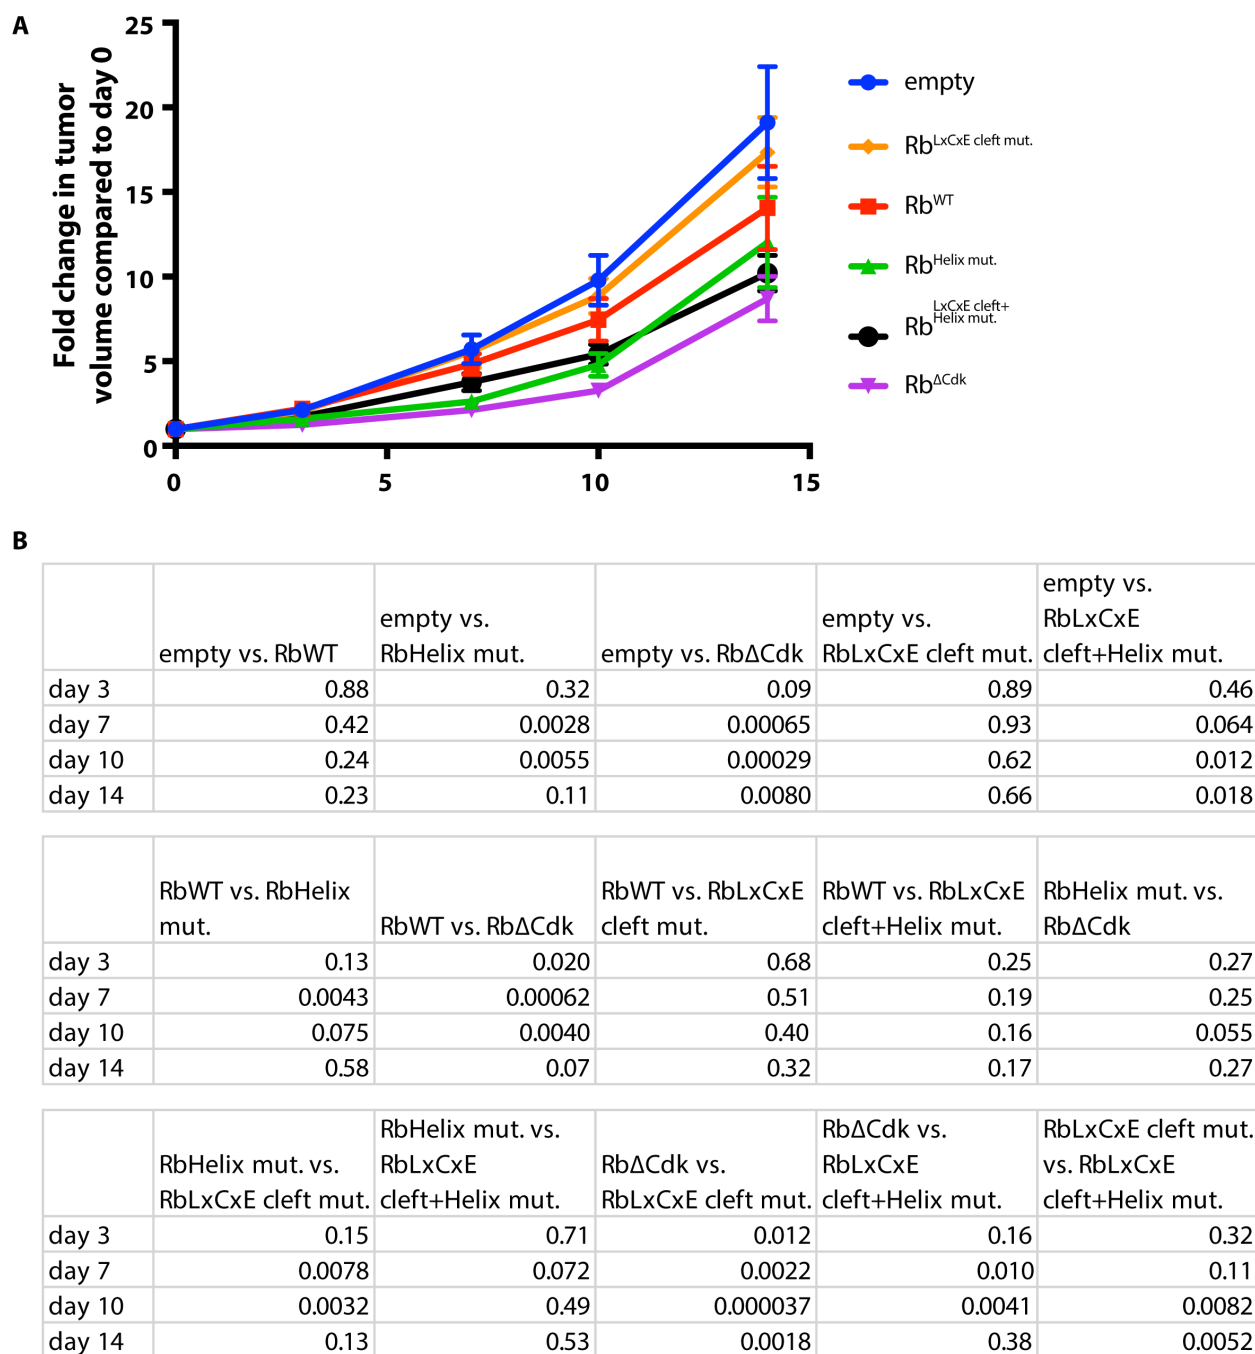 A
Fold change in tumor
volume compared to day 0
25
20
15
10
5
0
0 5 10 15
empty
Rb^LxCxE cleft mut.
Rb^WT
Rb^Helix mut.
Rb^LxCxE cleft+
Helix mut.
Rb^ΔCdk
B
empty vs. RbWT | empty vs. RbHelix mut. | empty vs. RbΔCdk | empty vs. RbLxCxE cleft mut. | empty vs. RbLxCxE cleft+Helix mut.
day 3 0.88 0.32 0.09 0.89 0.46
day 7 0.42 0.0028 0.00065 0.93 0.064
day 10 0.24 0.0055 0.00029 0.62 0.012
day 14 0.23 0.11 0.0080 0.66 0.018
RbWT vs. RbHelix mut. | RbWT vs. RbΔCdk | RbWT vs. RbLxCxE cleft mut. | RbWT vs. RbLxCxE cleft+Helix mut. | RbHelix mut. vs. RbΔCdk
day 3 0.13 0.020 0.68 0.25 0.27
day 7 0.0043 0.00062 0.51 0.19 0.25
day 10 0.075 0.0040 0.40 0.16 0.055
day 14 0.58 0.07 0.32 0.17 0.27
RbHelix mut. vs. RbLxCxE cleft mut. | RbHelix mut. vs. RbLxCxE cleft+Helix mut. | RbΔCdk vs. RbLxCxE cleft mut. | RbΔCdk vs. RbLxCxE cleft+Helix mut. | RbLxCxE cleft mut. vs. RbLxCxE cleft+Helix mut.
day 3 0.15 0.71 0.012 0.16 0.32
day 7 0.0078 0.072 0.0022 0.010 0.11
day 10 0.0032 0.49 0.000037 0.0041 0.0082
day 14 0.13 0.53 0.0018 0.38 0.0052